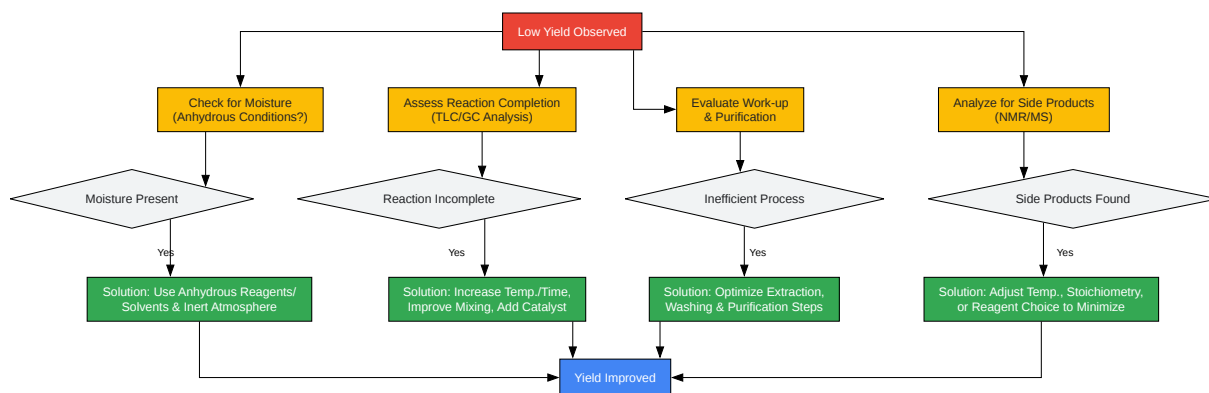 Low Yield Observed
Check for Moisture
(Anhydrous Conditions?)
Assess Reaction Completion
(TLC/GC Analysis)
Evaluate Work-up
& Purification
Analyze for Side Products
(NMR/MS)
Moisture Present
Reaction Incomplete
Inefficient Process
Side Products Found
Yes
Yes
Yes
Yes
Solution: Use Anhydrous Reagents/
Solvents & Inert Atmosphere
Solution: Increase Temp./Time,
Improve Mixing, Add Catalyst
Solution: Optimize Extraction,
Washing & Purification Steps
Solution: Adjust Temp., Stoichiometry,
or Reagent Choice to Minimize
Yield Improved